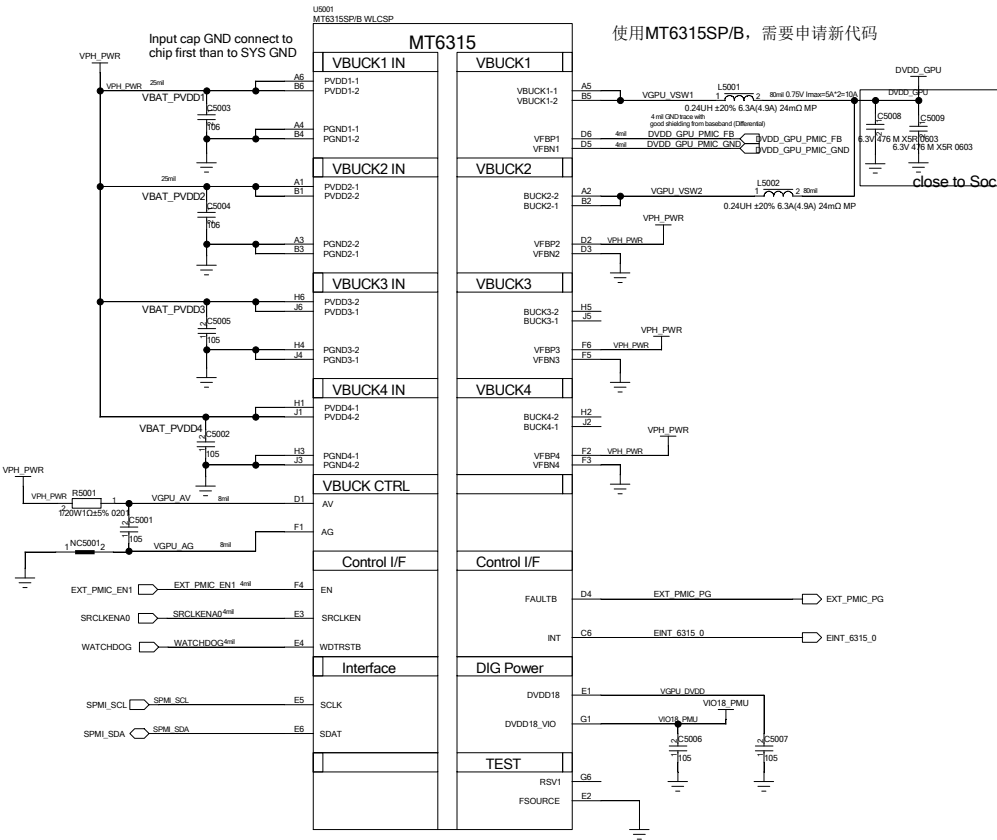 U5001
MT6315SP/B WLCSP
Input cap GND connect to
chip first than to SYS GND
MT6315
使用MT6315SP/B，需要申请新代码
VPH_PWR
VBUCK1 IN
VBUCK1
DVDD_GPU
VPH_PWR 25mil
VBAT_PVDD1
A6 PVDD1-1
B6 PVDD1-2
C5003
106
A4 PGND1-1
B4 PGND1-2
VBUCK1-1 A5
VBUCK1-2 B5
VGPU_VSW1
L5001
1 2
80mil 0.75V Imax=5A*2=10A
DVDD_GPU
0.24UH ±20% 6.3A(4.9A) 24mΩ MP
4 mil GND trace with
good shielding from baseband (Differential)
VFBP1 D6 4mil DVDD_GPU_PMIC_FB DVDD_GPU_PMIC_FB
VFBN1 D5 4mil DVDD_GPU_PMIC_GND DVDD_GPU_PMIC_GND
C5008
6.3V 476 M X5R 0603
C5009
6.3V 476 M X5R 0603
close to Soc
VBUCK2 IN
VBUCK2
25mil
VBAT_PVDD2
A1 PVDD2-1
B1 PVDD2-2
C5004
106
A3 PGND2-2
B3 PGND2-1
BUCK2-2 A2
BUCK2-1 B2
VGPU_VSW2
L5002
1 2 80mil
0.24UH ±20% 6.3A(4.9A) 24mΩ MP
VPH_PWR
VFBP2 D2 VPH_PWR
VFBN2 D3
VBUCK3 IN
VBUCK3
VBAT_PVDD3
H6 PVDD3-2
J6 PVDD3-1
C5005
105
H4 PGND3-2
J4 PGND3-1
BUCK3-2 H5
BUCK3-1 J5
VPH_PWR
VFBP3 F6 VPH_PWR
VFBN3 F5
VBUCK4 IN
VBUCK4
VBAT_PVDD4
H1 PVDD4-1
J1 PVDD4-2
C5002
105
H3 PGND4-1
J3 PGND4-2
BUCK4-2 H2
BUCK4-1 J2
VPH_PWR
VFBP4 F2 VPH_PWR
VFBN4 F3
VBUCK CTRL
VPH_PWR
VPH_PWR R5001 1 VGPU_AV 8mil D1 AV
2
1/20W1Ω±5% 0201
C5001
105
1 NC5001 2 VGPU_AG 8mil F1 AG
Control I/F
Control I/F
EXT_PMIC_EN1 EXT_PMIC_EN1 4mil F4 EN
SRCLKENA0 SRCLKENA0 4mil E3 SRCLKEN
WATCHDOG WATCHDOG 4mil E4 WDTRSTB
FAULTB D4 EXT_PMIC_PG EXT_PMIC_PG
INT C6 EINT_6315_0 EINT_6315_0
Interface
DIG Power
SPMI_SCL SPMI_SCL E5 SCLK
SPMI_SDA SPMI_SDA E6 SDAT
DVDD18 E1 VGPU_DVDD
VIO18_PMU
DVDD18_VIO G1 VIO18_PMU
C5006
105
C5007
105
TEST
RSV1 G6
FSOURCE E2